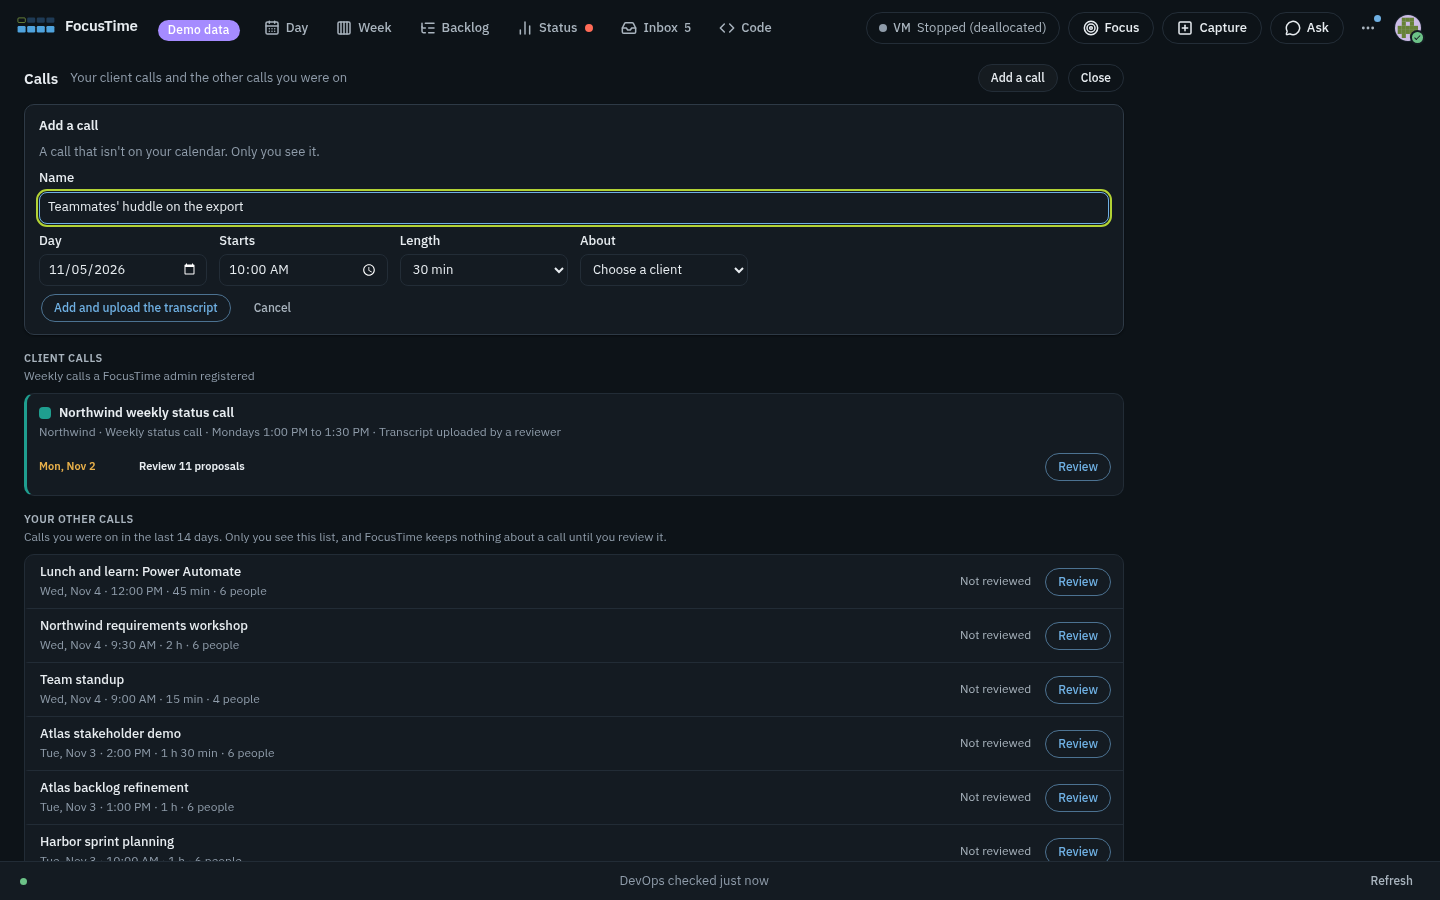 FocusTime
Demo data
Day
Week
Backlog
Status
Inbox 5
Code
VM Stopped (deallocated)
Focus
Capture
Ask
Calls
Your client calls and the other calls you were on
Add a call
Close
Add a call
A call that isn't on your calendar. Only you see it.
Name
Teammates' huddle on the export
Day
Starts
Length
About
11/05/2026
10:00 AM
30 min
Choose a client
Add and upload the transcript
Cancel
CLIENT CALLS
Weekly calls a FocusTime admin registered
Northwind weekly status call
Northwind · Weekly status call · Mondays 1:00 PM to 1:30 PM · Transcript uploaded by a reviewer
Mon, Nov 2
Review 11 proposals
Review
YOUR OTHER CALLS
Calls you were on in the last 14 days. Only you see this list, and FocusTime keeps nothing about a call until you review it.
Lunch and learn: Power Automate
Wed, Nov 4 · 12:00 PM · 45 min · 6 people
Not reviewed
Review
Northwind requirements workshop
Wed, Nov 4 · 9:30 AM · 2 h · 6 people
Not reviewed
Review
Team standup
Wed, Nov 4 · 9:00 AM · 15 min · 4 people
Not reviewed
Review
Atlas stakeholder demo
Tue, Nov 3 · 2:00 PM · 1 h 30 min · 6 people
Not reviewed
Review
Atlas backlog refinement
Tue, Nov 3 · 1:00 PM · 1 h · 6 people
Not reviewed
Review
Harbor sprint planning
Tue, Nov 3 · 10:00 AM · 1 h · 6 people
Not reviewed
Review
DevOps checked just now
Refresh